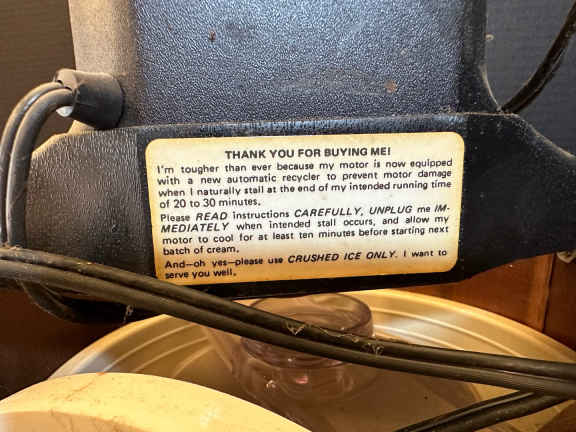 THANK YOU FOR BUYING ME!
I'm tougher than ever because my motor is now equipped
with a new automatic recycler to prevent motor damage
when I naturally stall at the end of my intended running time
of 20 to 30 minutes.
Please READ instructions CAREFULLY, UNPLUG me IM-
MEDIATELY when intended stall occurs, and allow my
motor to cool for at least ten minutes before starting next
batch of cream.
And—oh yes—please use CRUSHED ICE ONLY. I want to
serve you well.